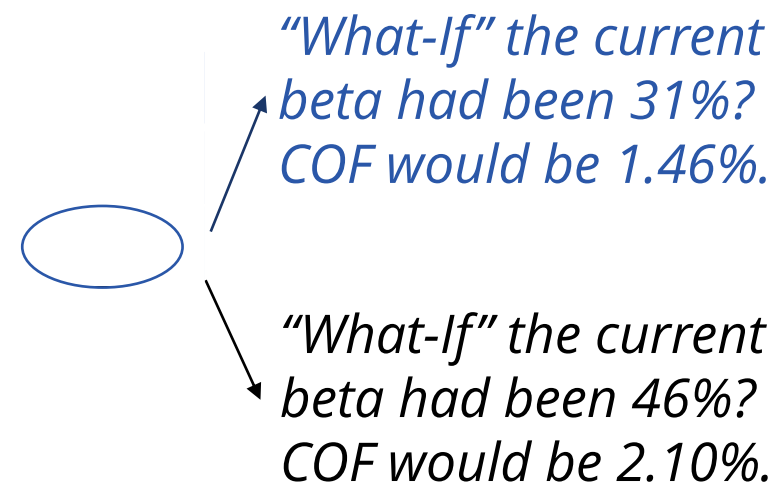 “What-If” the current
beta had been 31%?
COF would be 1.46%.
“What-If” the current
beta had been 46%?
COF would be 2.10%.